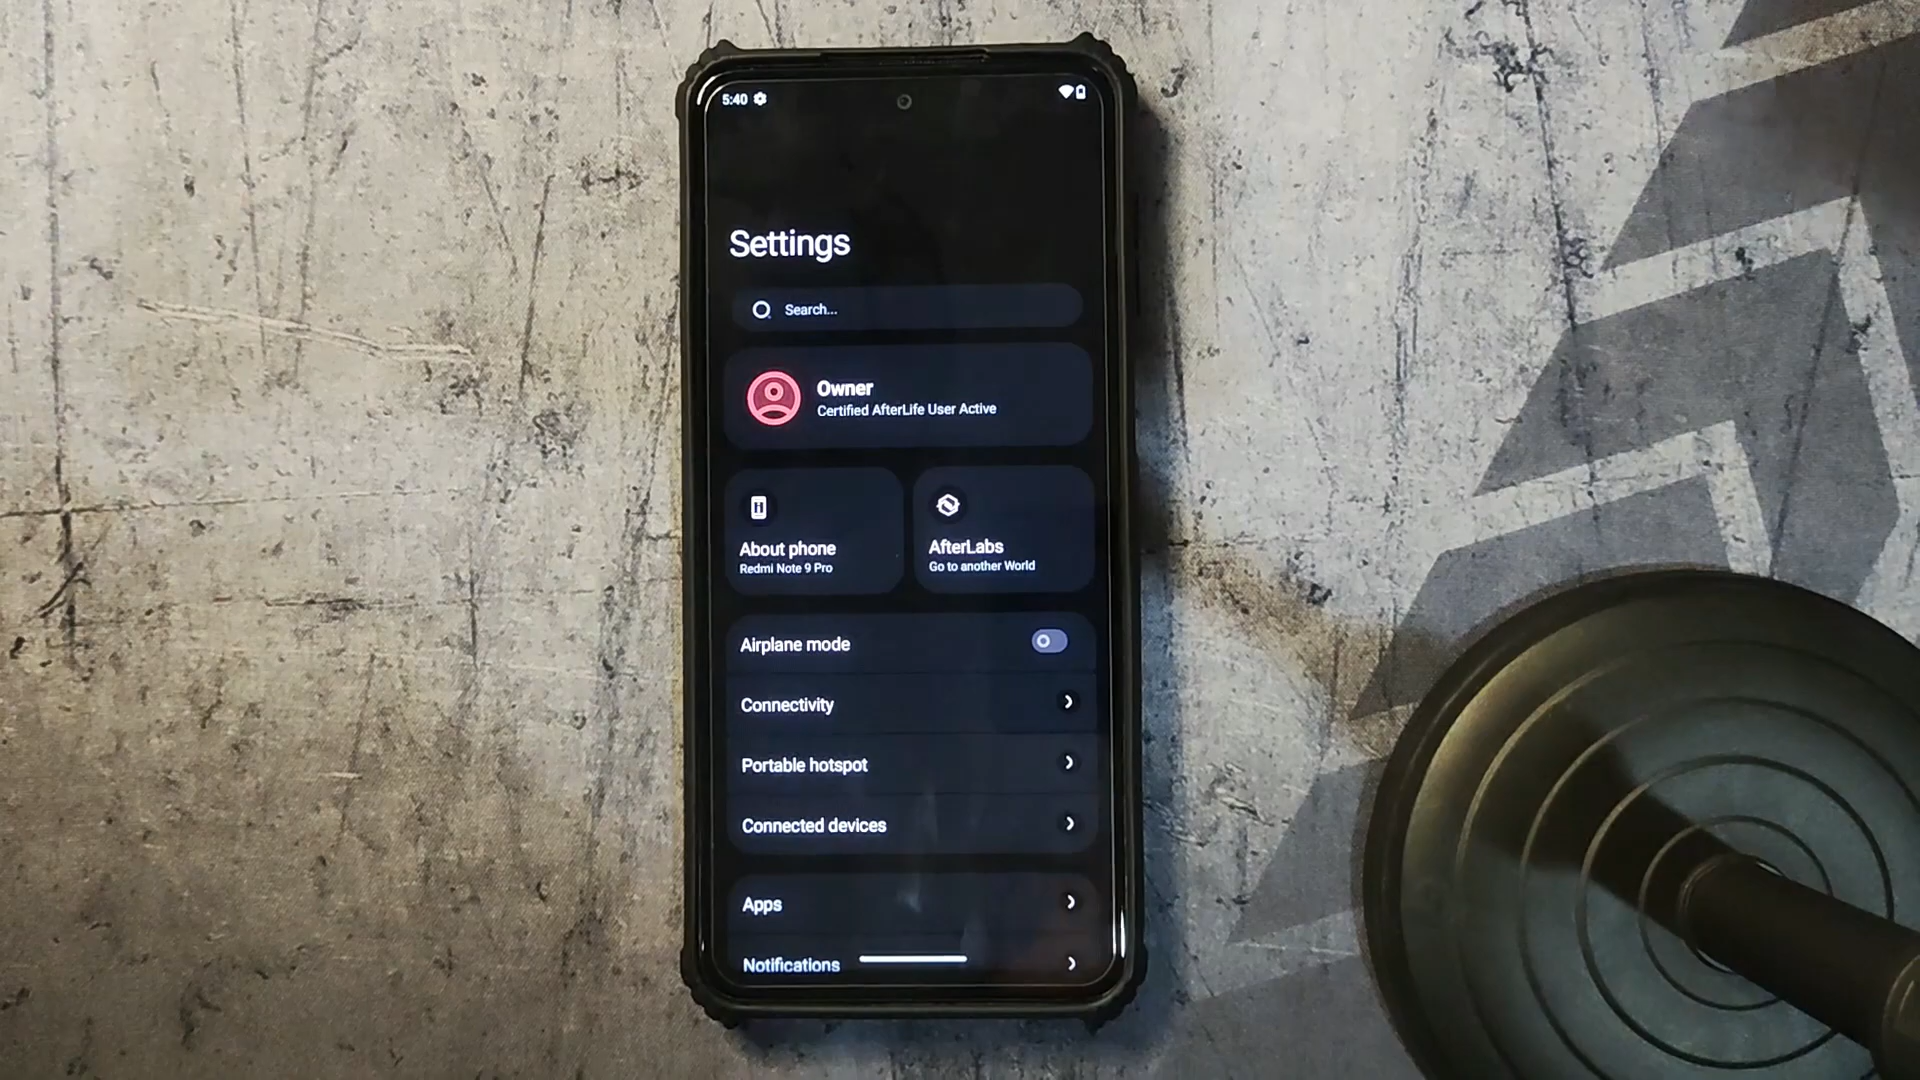 5:40
Settings
Search...
Owner
Certified AfterLife User Active
About phone
Redmi Note 9 Pro
AfterLabs
Go to another World
Airplane mode
Connectivity
Portable hotspot
Connected devices
Apps
Notifications